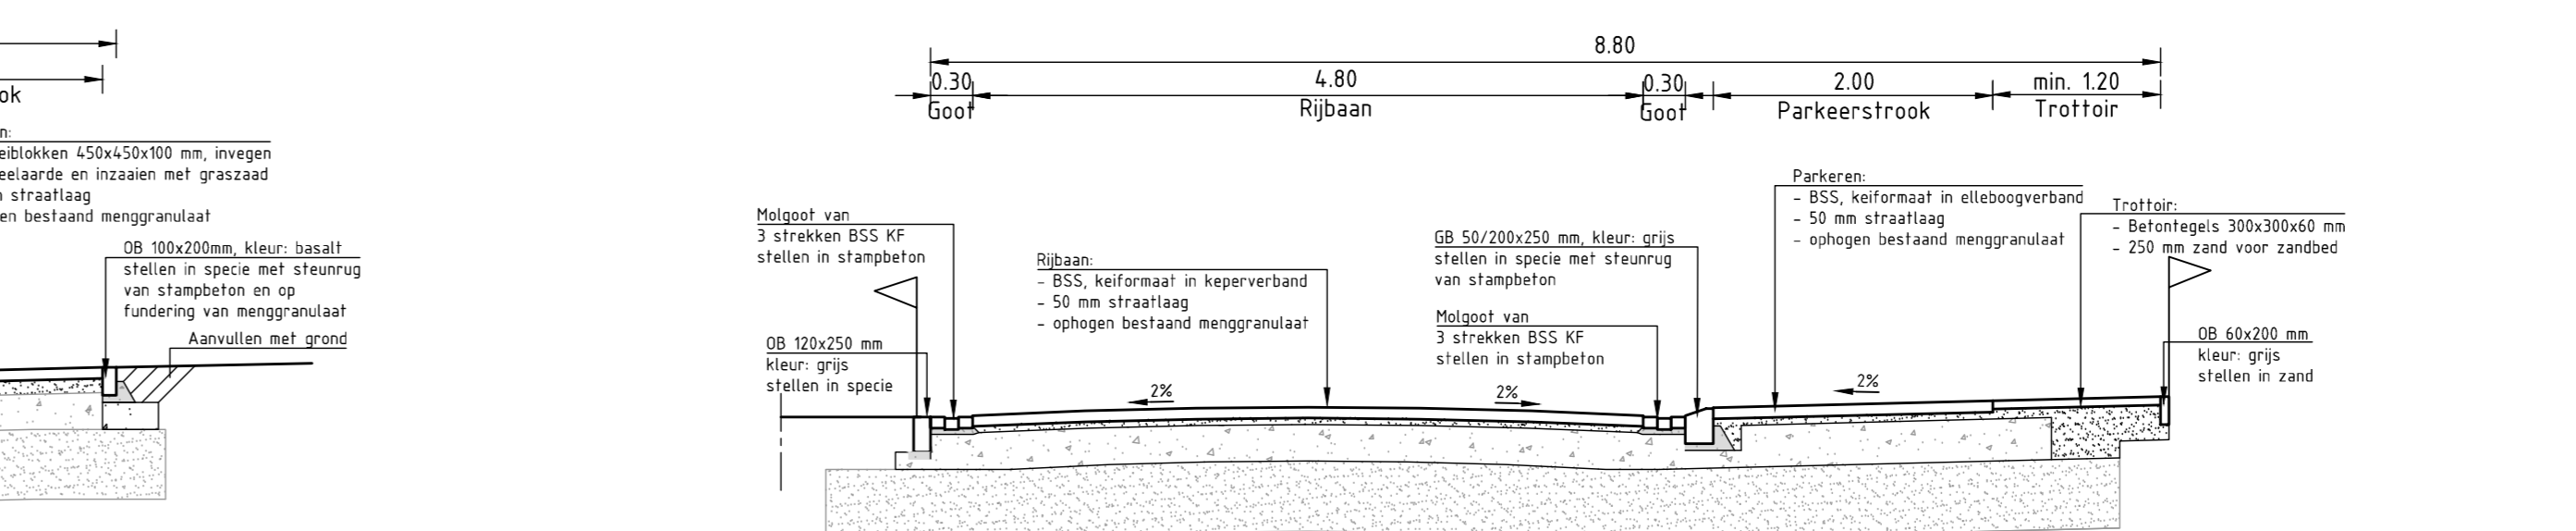 8.80
0.30
4.80
0.30
2.00
min. 1.20
Goot
Rijbaan
Goot
Parkeerstrook
Trottoir
ok
n:
eiblokken 450x450x100 mm, invegen
eelaarde en inzaaien met graszaad
straatlaag
en bestaand menggranulaat
OB 100x200mm, kleur: basalt
stellen in specie met steunrug
van stampbeton en op
fundering van menggranulaat
Aanvullen met grond
Molgoot van
3 strekken BSS KF
stellen in stampbeton
OB 120x250 mm
kleur: grijs
stellen in specie
Rijbaan:
- BSS, keiformaat in keperverband
- 50 mm straatlaag
- ophogen bestaand menggranulaat
GB 50/200x250 mm, kleur: grijs
stellen in specie met steunrug
van stampbeton
Molgoot van
3 strekken BSS KF
stellen in stampbeton
Parkeren:
- BSS, keiformaat in elleboogverband
- 50 mm straatlaag
- ophogen bestaand menggranulaat
Trottoir:
- Betontegels 300x300x60 mm
- 250 mm zand voor zandbed
OB 60x200 mm
kleur: grijs
stellen in zand
2%
2%
2%